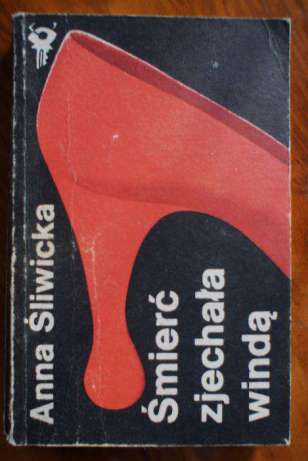 Anna Śliwicka
Śmierć
zjechała
windą